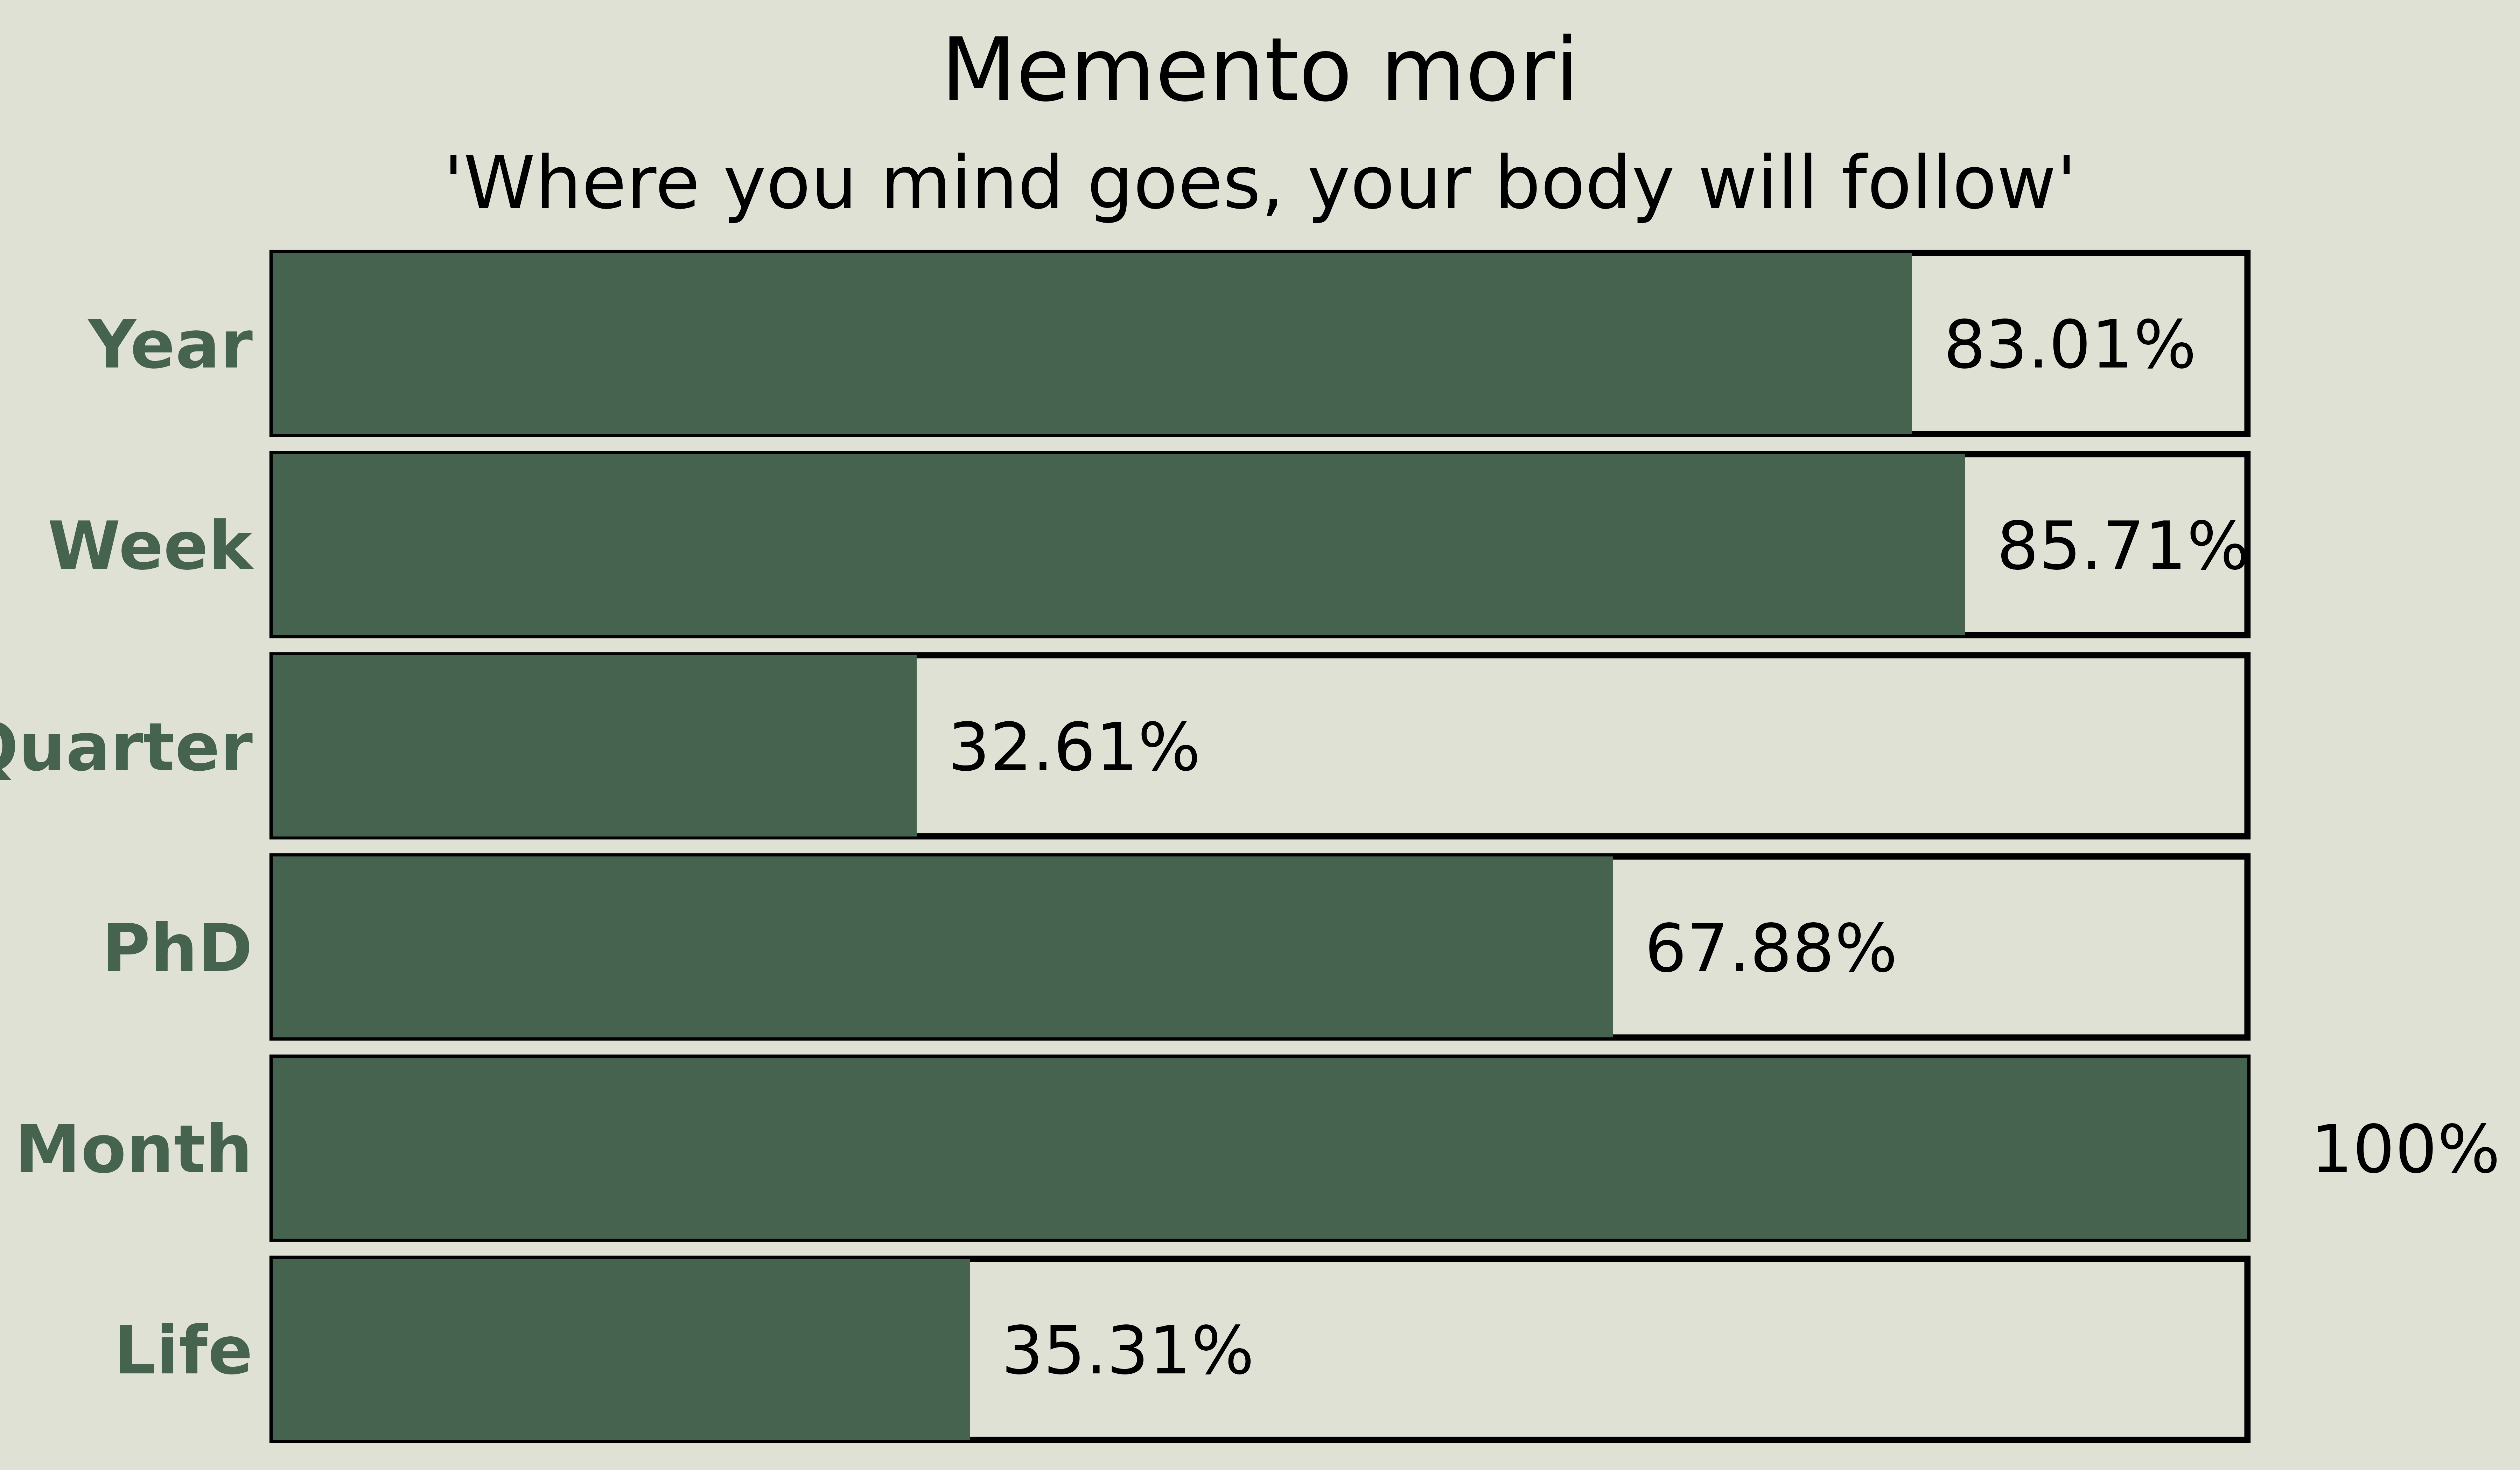 Memento mori
'Where you mind goes, your body will follow'
Year 83.01%
Week 85.71%
Quarter 32.61%
PhD 67.88%
Month 100%
Life 35.31%